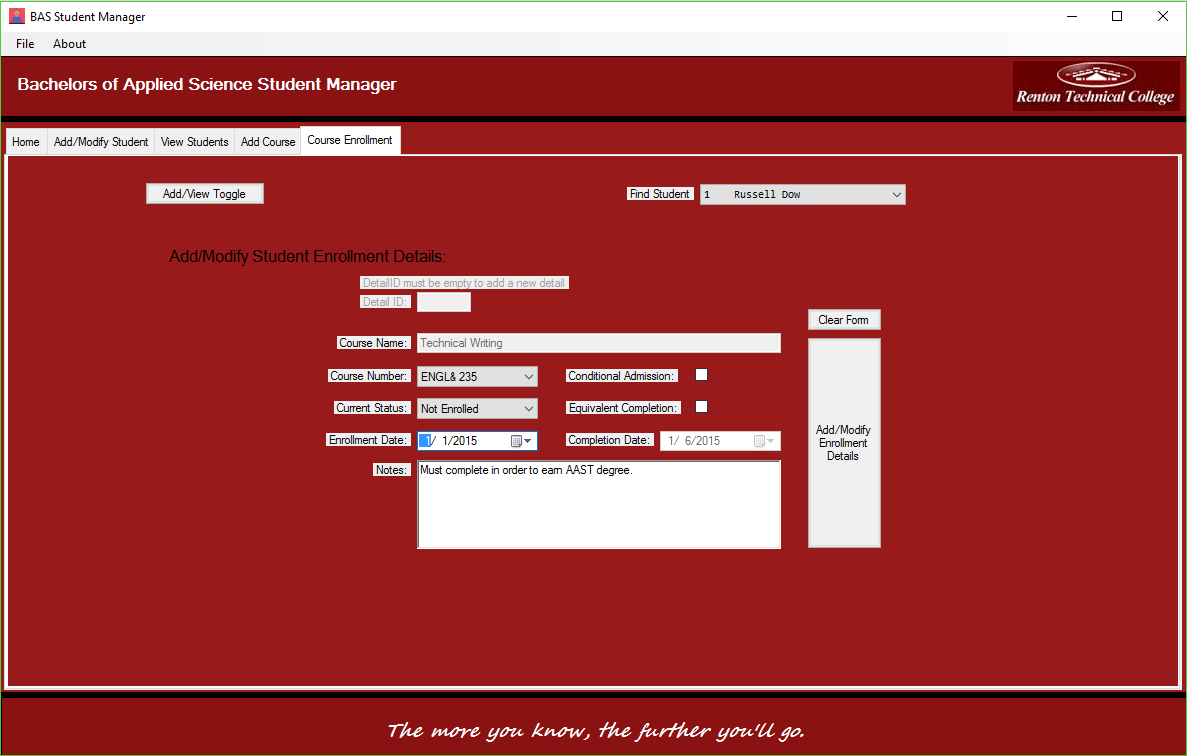 BAS Student Manager
File About
Bachelors of Applied Science Student Manager
Renton Technical College
Home Add/Modify Student View Students Add Course Course Enrollment
Add/View Toggle
Find Student 1 Russell Dow
Add/Modify Student Enrollment Details:
DetailID must be empty to add a new detail
Detail ID:
Clear Form
Course Name: Technical Writing
Course Number: ENGL& 235 Conditional Admission:
Current Status: Not Enrolled Equivalent Completion:
Enrollment Date: 1/ 1/2015 Completion Date: 1/ 6/2015
Notes: Must complete in order to earn AAST degree.
Add/Modify
Enrollment
Details
The more you know, the further you'll go.